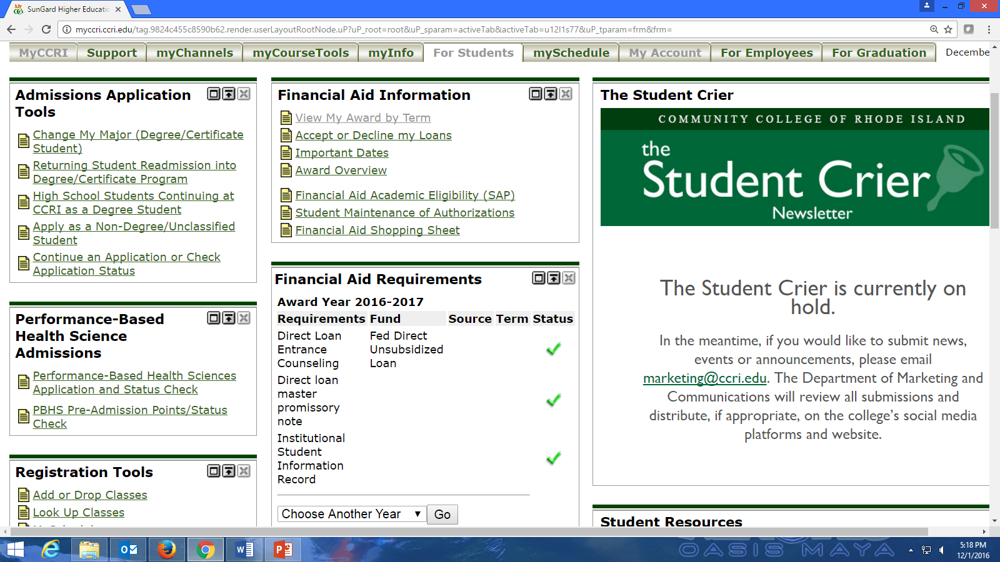 SunGard Higher Educatio
myccri.ccri.edu/tag.9824c455c8590b62.render.userLayoutRootNode.uP?uP_root=root&uP_sparam=activeTab&activeTab=u12l1s77&uP_tparam=frm&frm=
MyCCRI Support myChannels myCourseTools myInfo For Students mySchedule My Account For Employees For Graduation Decembe
Admissions Application
Tools
Change My Major (Degree/Certificate
Student)
Returning Student Readmission into
Degree/Certificate Program
High School Students Continuing at
CCRI as a Degree Student
Apply as a Non-Degree/Unclassified
Student
Continue an Application or Check
Application Status
Performance-Based
Health Science
Admissions
Performance-Based Health Sciences
Application and Status Check
PBHS Pre-Admission Points/Status
Check
Registration Tools
Add or Drop Classes
Look Up Classes
Financial Aid Information
View My Award by Term
Accept or Decline my Loans
Important Dates
Award Overview
Financial Aid Academic Eligibility (SAP)
Student Maintenance of Authorizations
Financial Aid Shopping Sheet
Financial Aid Requirements
Award Year 2016-2017
Requirements Fund Source Term Status
Direct Loan Fed Direct
Entrance Unsubsidized
Counseling Loan
Direct loan
master
promissory
note
Institutional
Student
Information
Record
Choose Another Year Go
The Student Crier
COMMUNITY COLLEGE OF RHODE ISLAND
the
Student Crier
Newsletter
The Student Crier is currently on
hold.
In the meantime, if you would like to submit news,
events or announcements, please email
marketing@ccri.edu. The Department of Marketing and
Communications will review all submissions and
distribute, if appropriate, on the college's social media
platforms and website.
Student Resources
OASIS MAYA
5:18 PM
12/1/2016